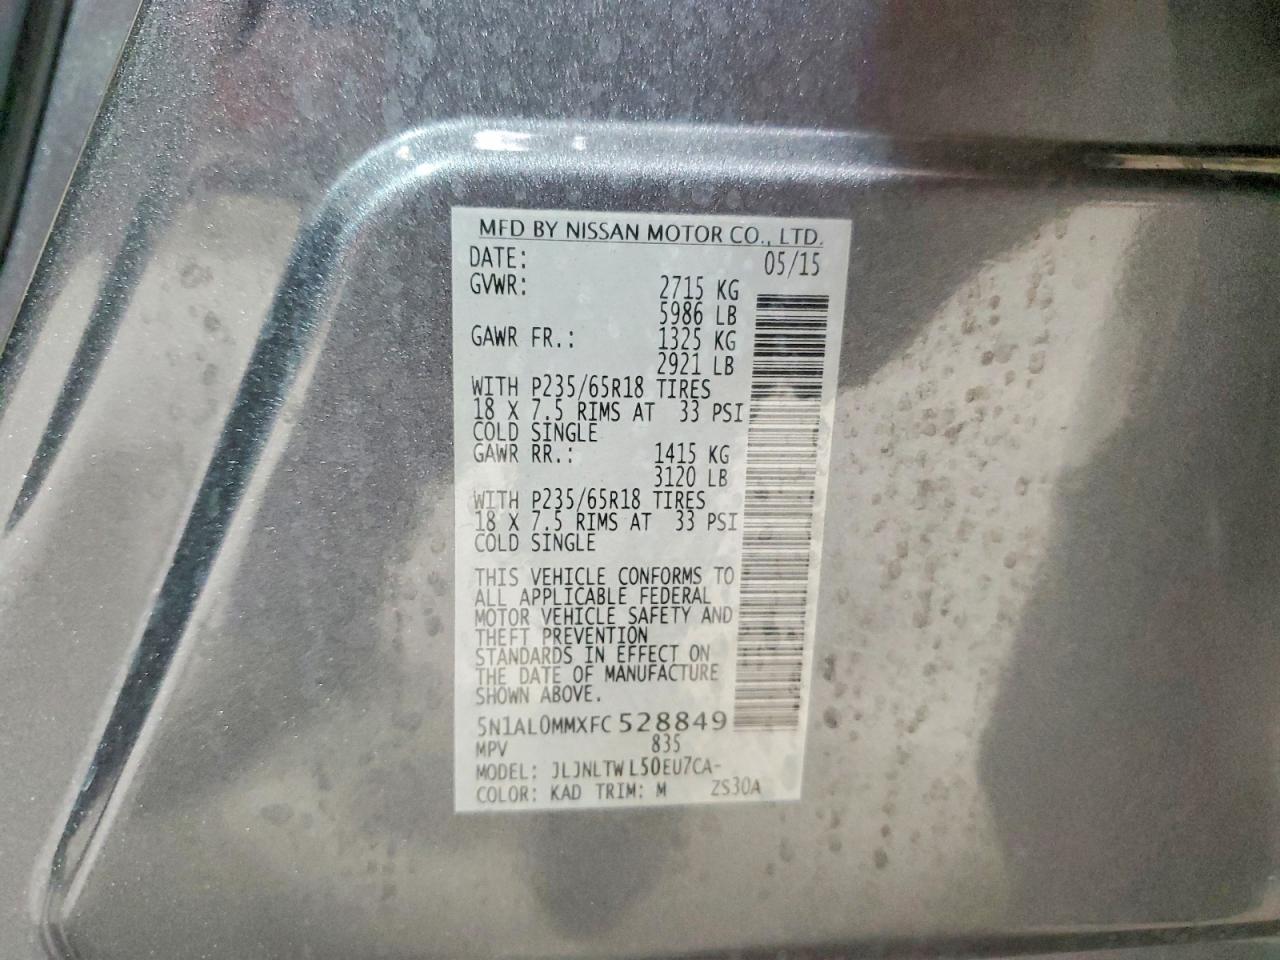 MFD BY NISSAN MOTOR CO., LTD.
DATE: 05/15
GVWR: 2715 KG
5986 LB
GAWR FR.: 1325 KG
2921 LB
WITH P235/65R18 TIRES
18 X 7.5 RIMS AT 33 PSI
COLD SINGLE
GAWR RR.: 1415 KG
3120 LB
WITH P235/65R18 TIRES
18 X 7.5 RIMS AT 33 PSI
COLD SINGLE
THIS VEHICLE CONFORMS TO
ALL APPLICABLE FEDERAL
MOTOR VEHICLE SAFETY AND
THEFT PREVENTION
STANDARDS IN EFFECT ON
THE DATE OF MANUFACTURE
SHOWN ABOVE.
5N1AL0MMXFC528849
MPV 835
MODEL: JLJNLTWL50EU7CA-
COLOR: KAD TRIM: M ZS30A